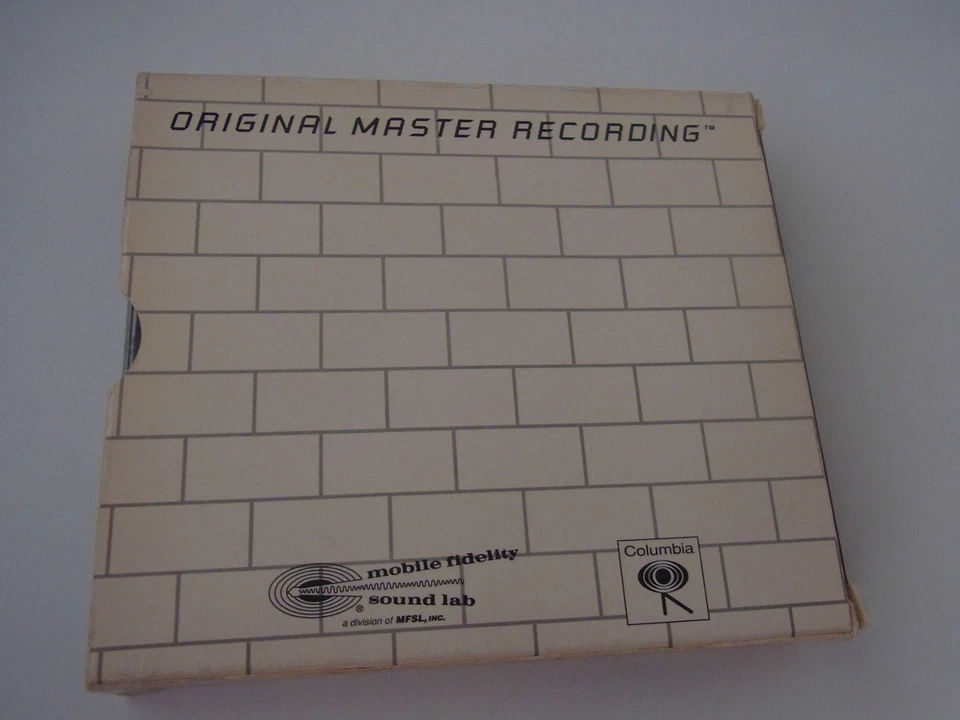 ORIGINAL MASTER RECORDING™
mobile fidelity
sound lab®
a division of MFSL, INC.
Columbia